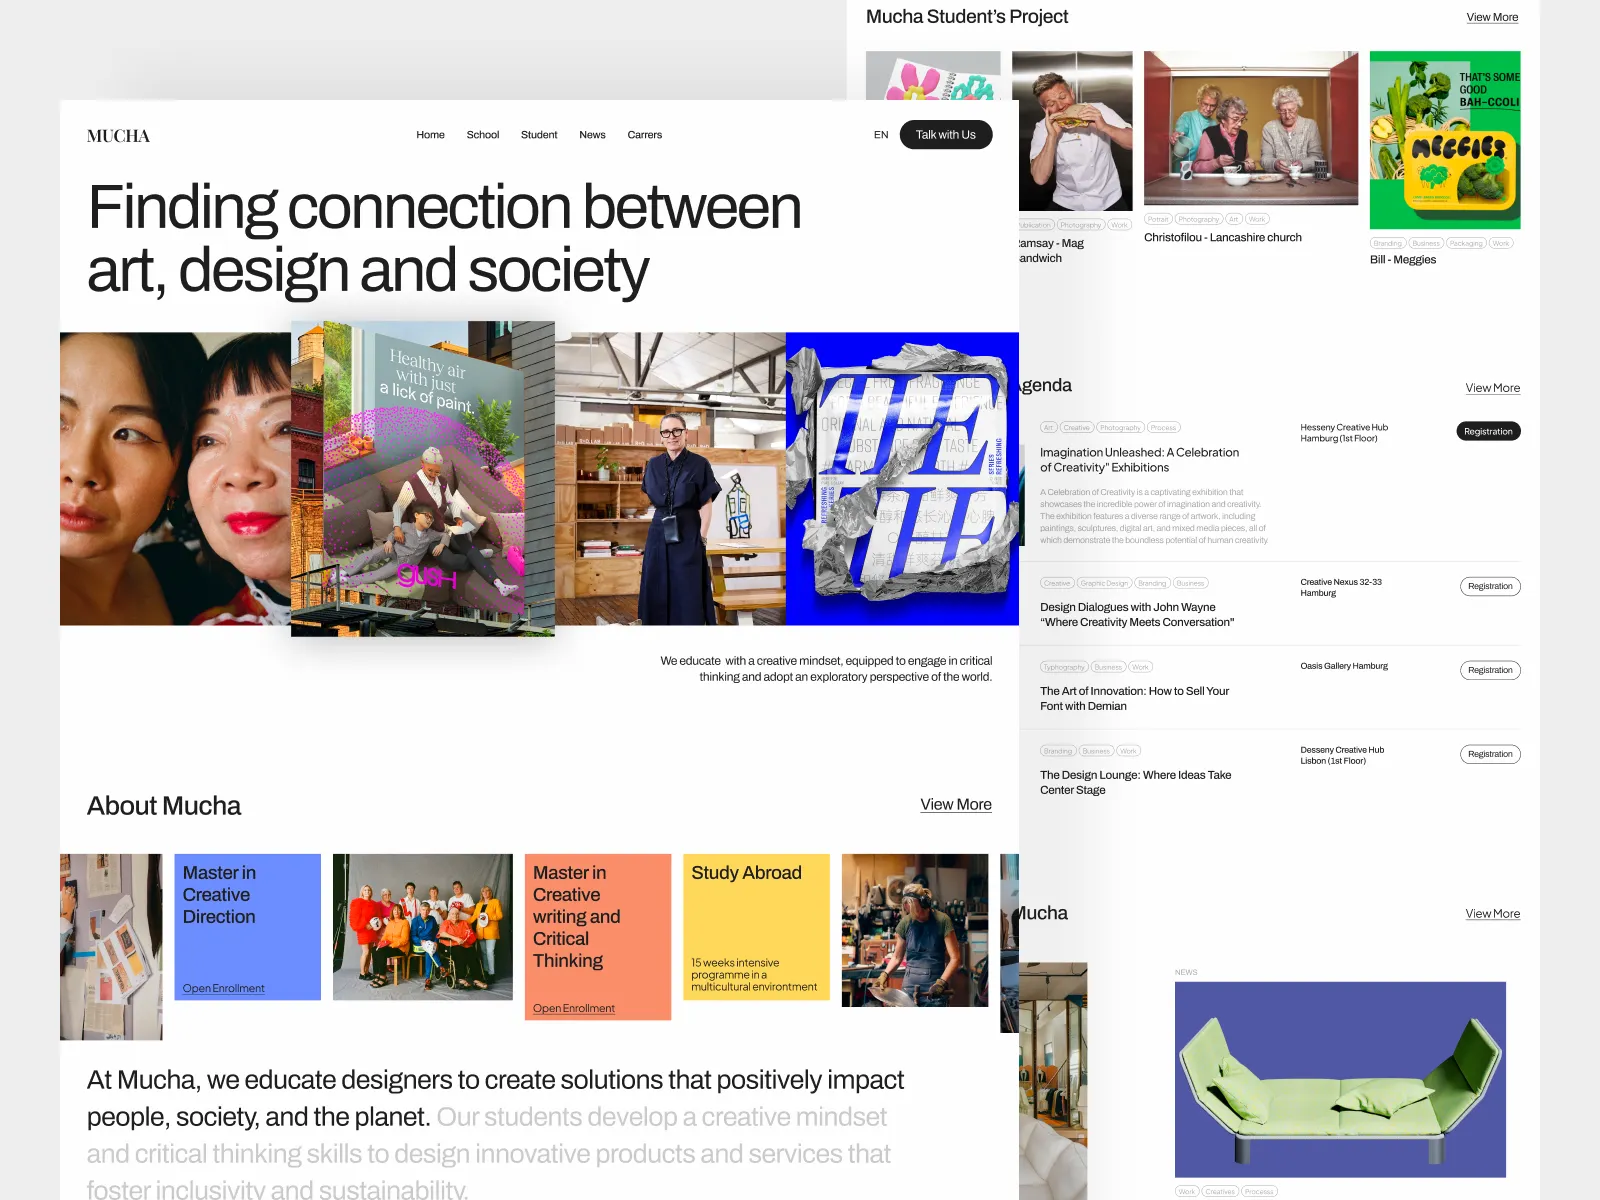 Mucha Student's Project
View More
THAT'S SOME
GOOD
BAH-CCOLI
MEGGIES
Publication Photography Work
Ramsay - Mag
Sandwich
Portrait Photography Art Work
Christofilou - Lancashire church
Branding Business Packaging Work
Bill - Meggies
MUCHA
Home School Student News Carrers
EN
Talk with Us
Finding connection between
art, design and society
Healthy air
with just
a lick of paint.
gush
THE
THE
SERIES
REFRESHING
REFRESHING
SERIES
We educate with a creative mindset, equipped to engage in critical
thinking and adopt an exploratory perspective of the world.
About Mucha
View More
Master in
Creative
Direction
Open Enrollment
Master in
Creative
writing and
Critical
Thinking
Open Enrollment
Study Abroad
15 weeks intensive
programme in a
multicultural environtment
At Mucha, we educate designers to create solutions that positively impact
people, society, and the planet. Our students develop a creative mindset
and critical thinking skills to design innovative products and services that
foster inclusivity and sustainability.
Agenda
View More
Art Creative Photography Process
Imagination Unleashed: A Celebration
of Creativity" Exhibitions
A Celebration of Creativity is a captivating exhibition that
showcases the incredible power of imagination and creativity.
The exhibition features a diverse range of artwork, including
paintings, sculptures, digital art, and mixed media pieces, all of
which demonstrate the boundless potential of human creativity.
Hesseny Creative Hub
Hamburg (1st Floor)
Registration
Creative Graphic Design Branding Business
Design Dialogues with John Wayne
"Where Creativity Meets Conversation"
Creative Nexus 32-33
Hamburg
Registration
Typhography Business Work
The Art of Innovation: How to Sell Your
Font with Demian
Oasis Gallery Hamburg
Registration
Branding Business Work
The Design Lounge: Where Ideas Take
Center Stage
Desseny Creative Hub
Lisbon (1st Floor)
Registration
Mucha
View More
NEWS
Work Creatives Processs